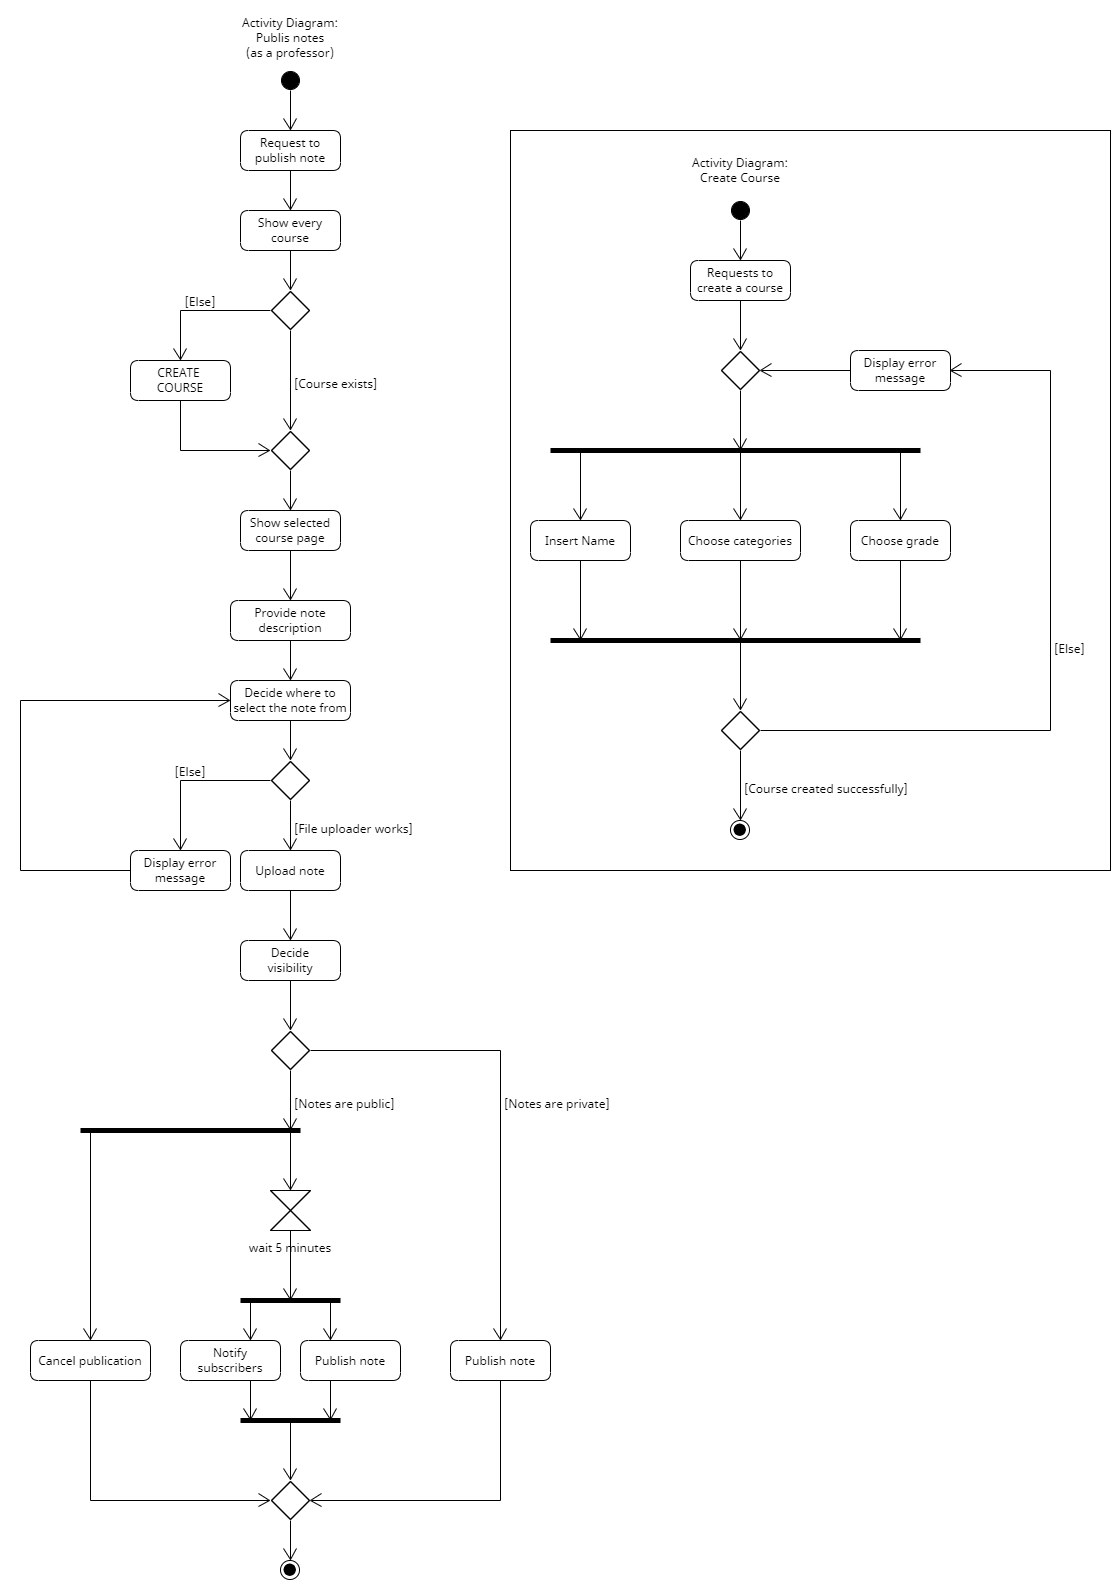 Activity Diagram:
Publis notes
(as a professor)
Request to
publish note
Show every
course
[Else]
CREATE
COURSE
[Course exists]
Show selected
course page
Provide note
description
Decide where to
select the note from
[Else]
[File uploader works]
Display error
message
Upload note
Decide
visibility
[Notes are public]
[Notes are private]
wait 5 minutes
Cancel publication
Notify
subscribers
Publish note
Publish note
Activity Diagram:
Create Course
Requests to
create a course
Display error
message
Insert Name
Choose categories
Choose grade
[Else]
[Course created successfully]